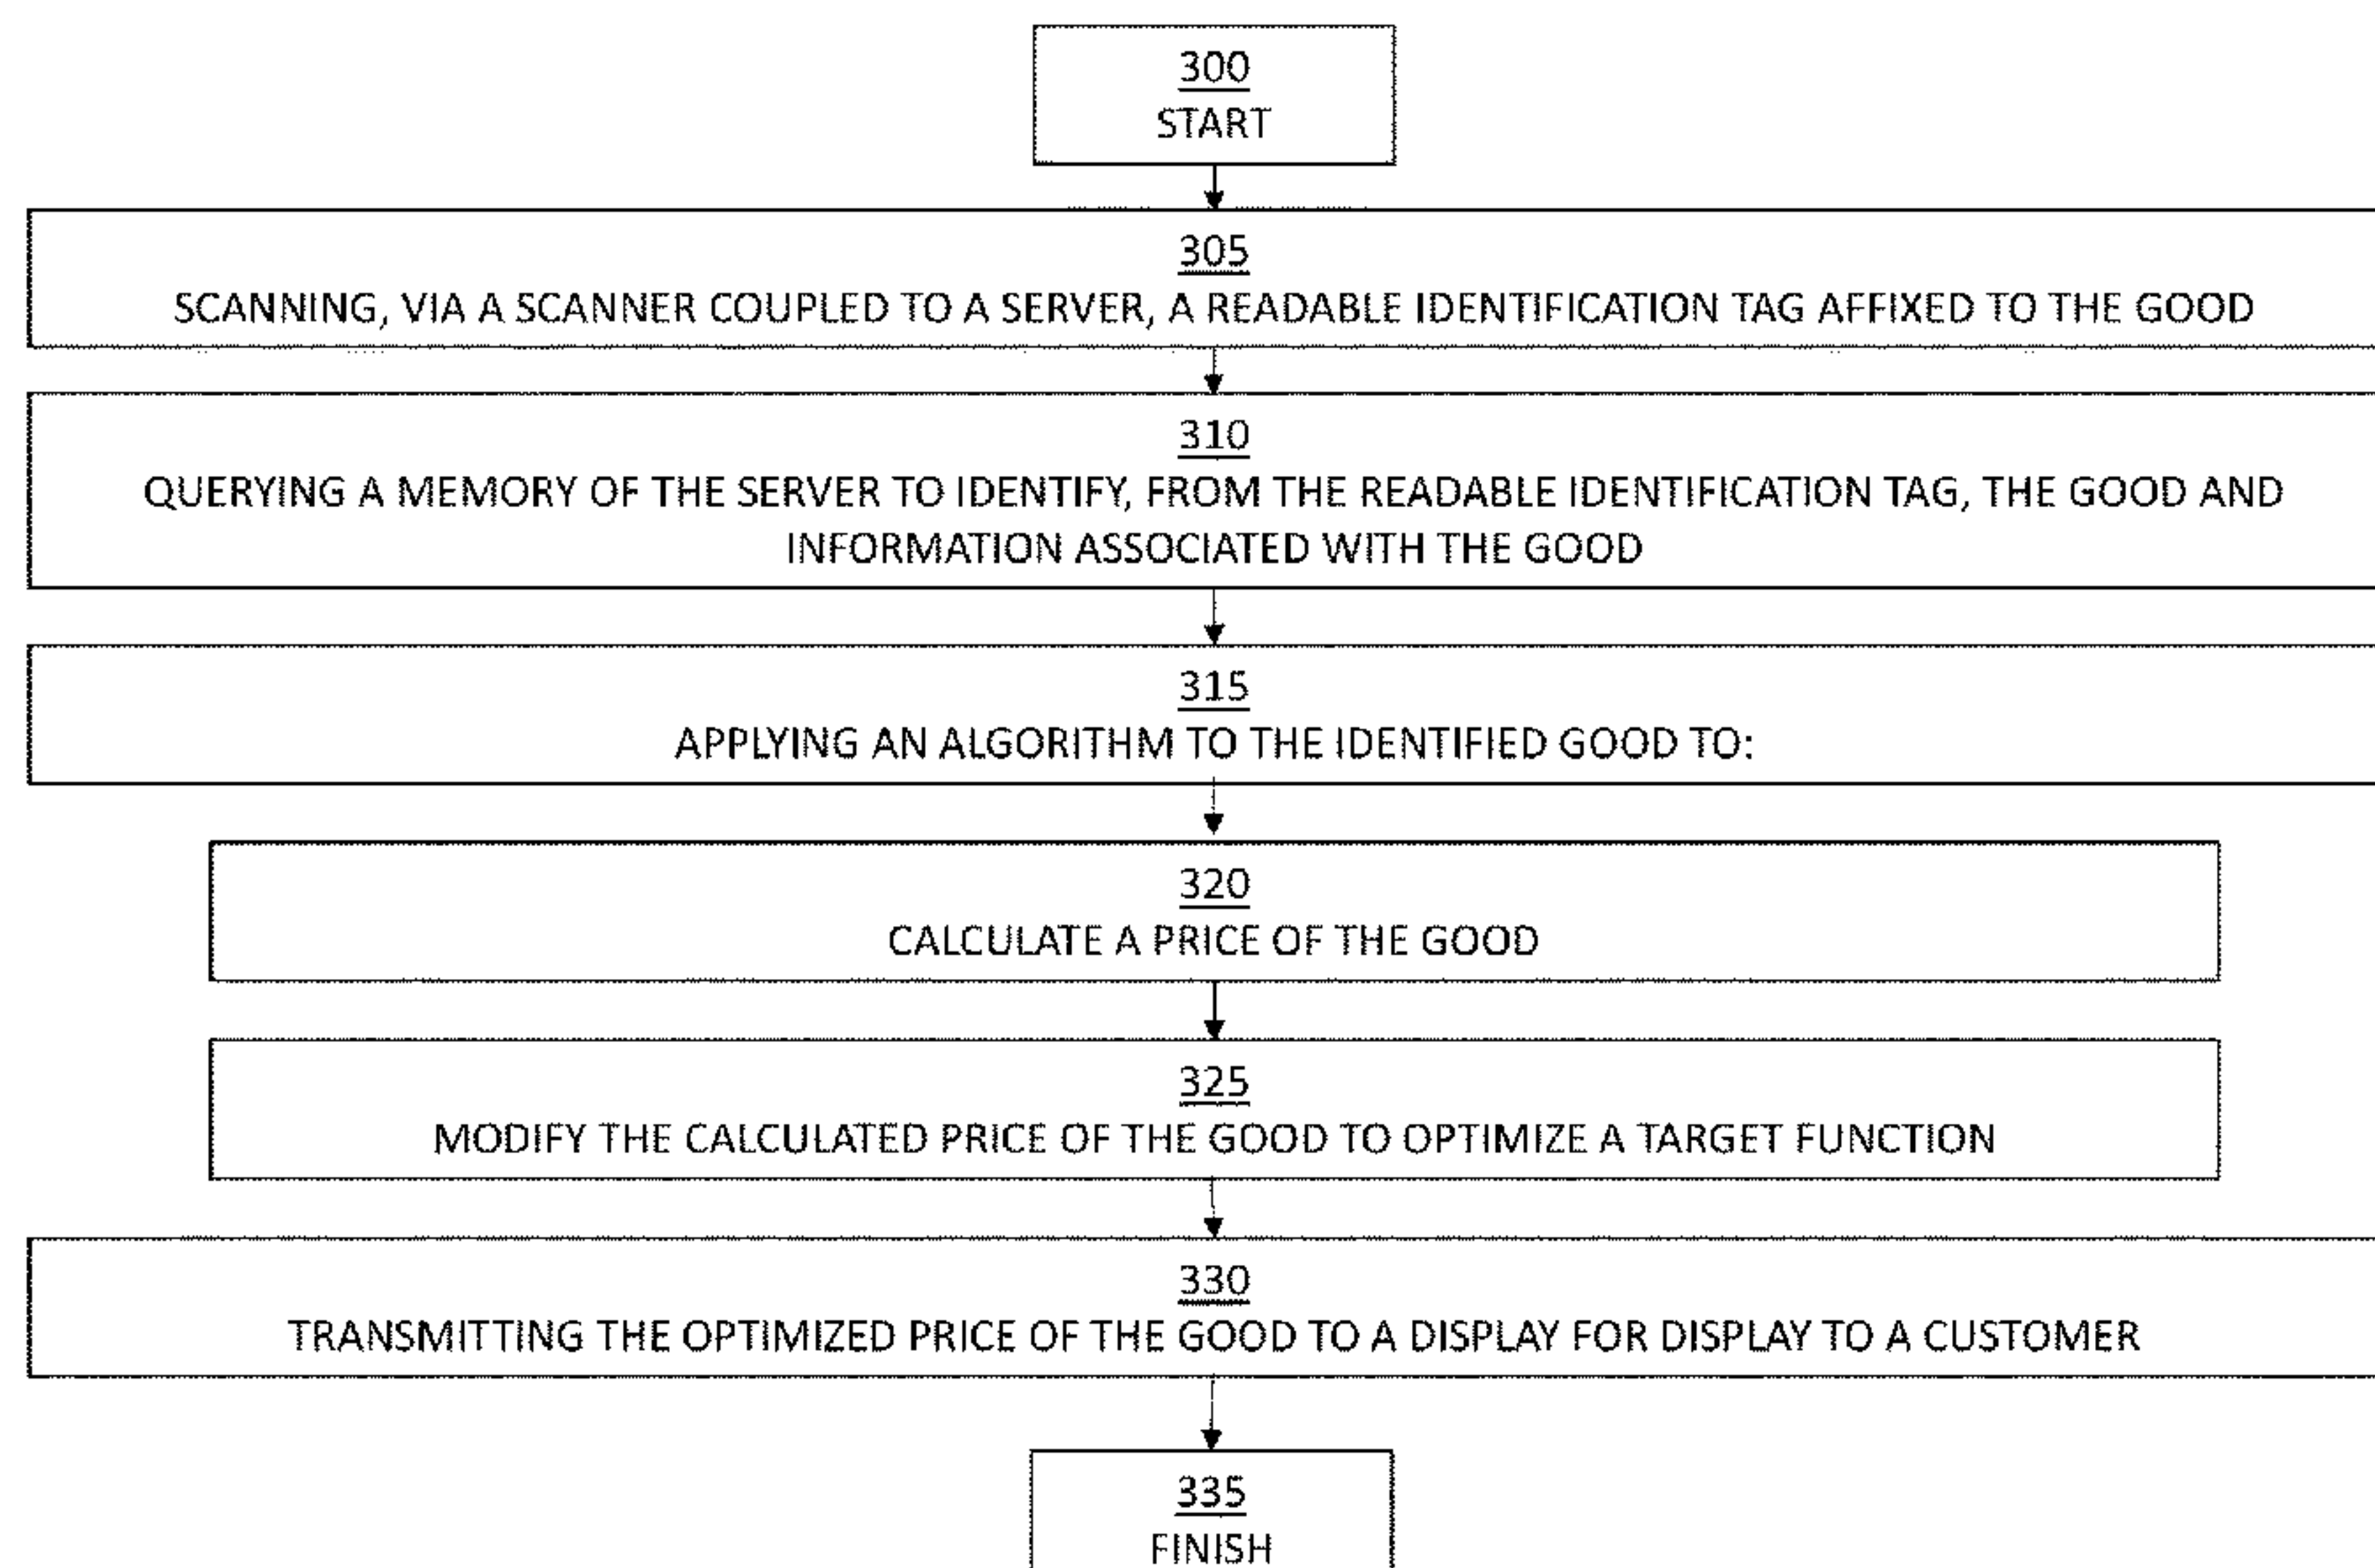 300
START
305
SCANNING, VIA A SCANNER COUPLED TO A SERVER, A READABLE IDENTIFICATION TAG AFFIXED TO THE GOOD
310
QUERYING A MEMORY OF THE SERVER TO IDENTIFY, FROM THE READABLE IDENTIFICATION TAG, THE GOOD AND
INFORMATION ASSOCIATED WITH THE GOOD
315
APPLYING AN ALGORITHM TO THE IDENTIFIED GOOD TO:
320
CALCULATE A PRICE OF THE GOOD
325
MODIFY THE CALCULATED PRICE OF THE GOOD TO OPTIMIZE A TARGET FUNCTION
330
TRANSMITTING THE OPTIMIZED PRICE OF THE GOOD TO A DISPLAY FOR DISPLAY TO A CUSTOMER
335
FINISH